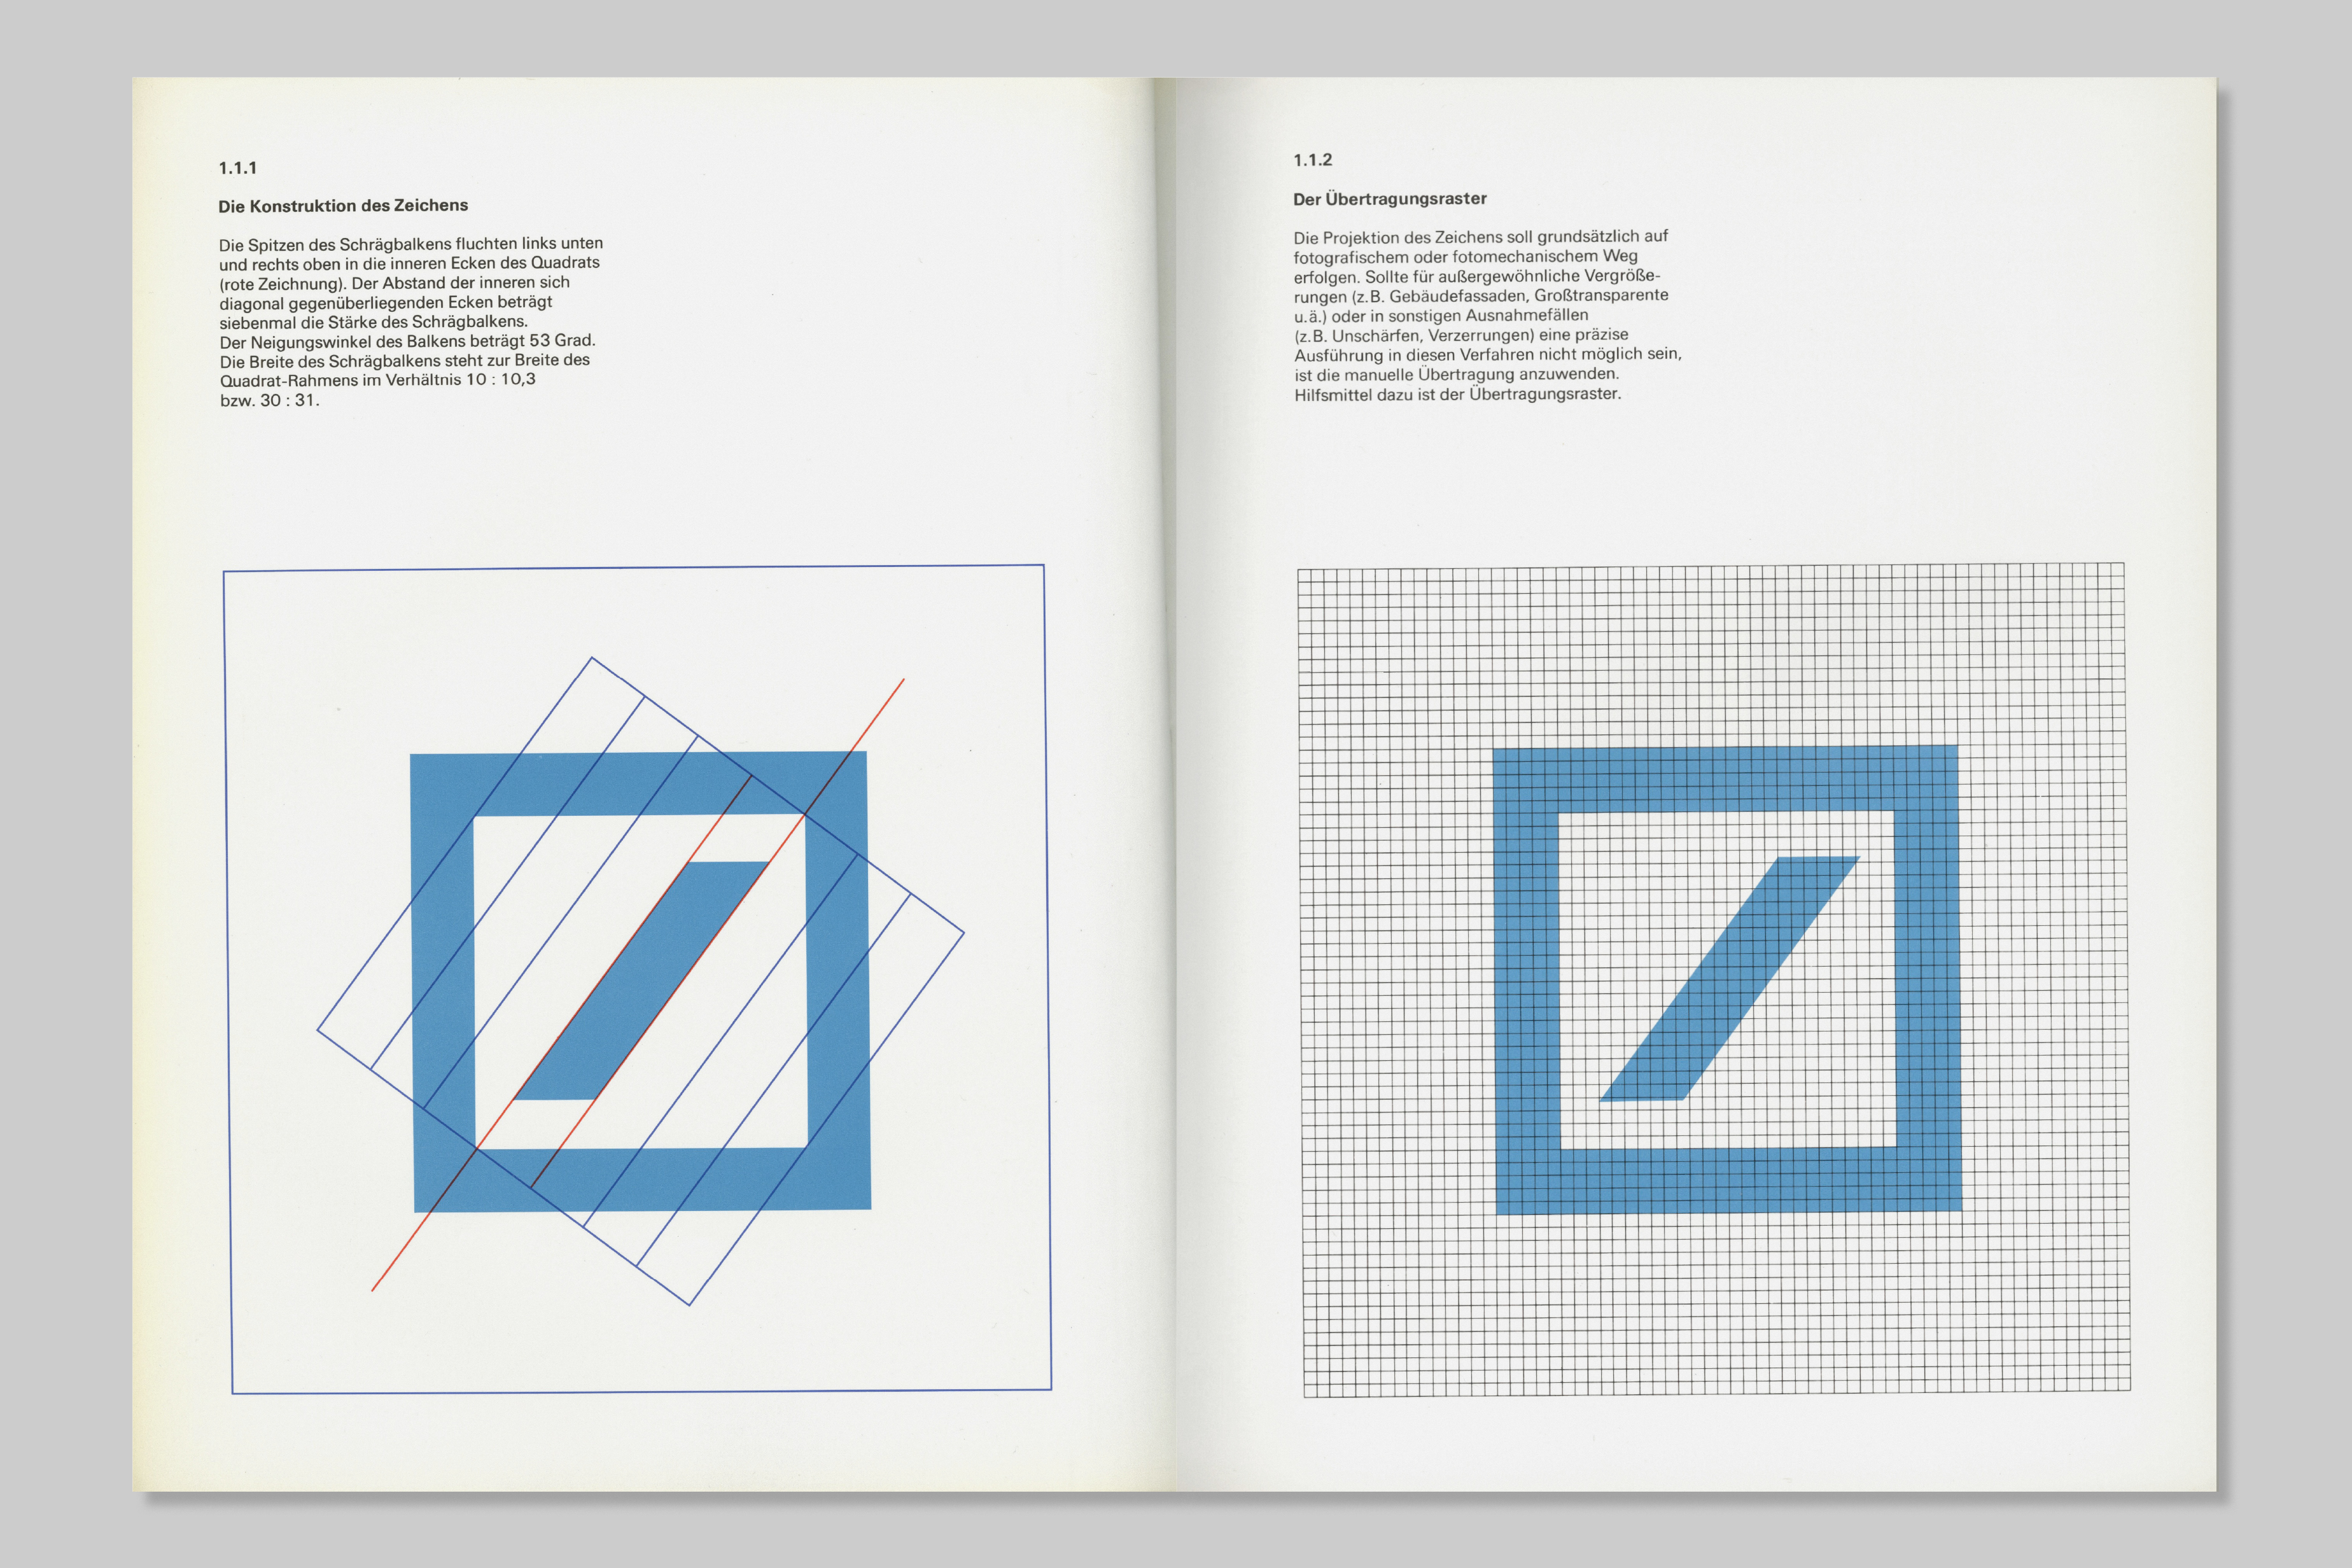 1.1.1
Die Konstruktion des Zeichens
Die Spitzen des Schrägbalkens fluchten links unten
und rechts oben in die inneren Ecken des Quadrats
(rote Zeichnung). Der Abstand der inneren sich
diagonal gegenüberliegenden Ecken beträgt
siebenmal die Stärke des Schrägbalkens.
Der Neigungswinkel des Balkens beträgt 53 Grad.
Die Breite des Schrägbalkens steht zur Breite des
Quadrat-Rahmens im Verhältnis 10 : 10,3
bzw. 30 : 31.
1.1.2
Der Übertragungsraster
Die Projektion des Zeichens soll grundsätzlich auf
fotografischem oder fotomechanischem Weg
erfolgen. Sollte für außergewöhnliche Vergröße-
rungen (z.B. Gebäudefassaden, Großtransparente
u.ä.) oder in sonstigen Ausnahmefällen
(z.B. Unschärfen, Verzerrungen) eine präzise
Ausführung in diesen Verfahren nicht möglich sein,
ist die manuelle Übertragung anzuwenden.
Hilfsmittel dazu ist der Übertragungsraster.